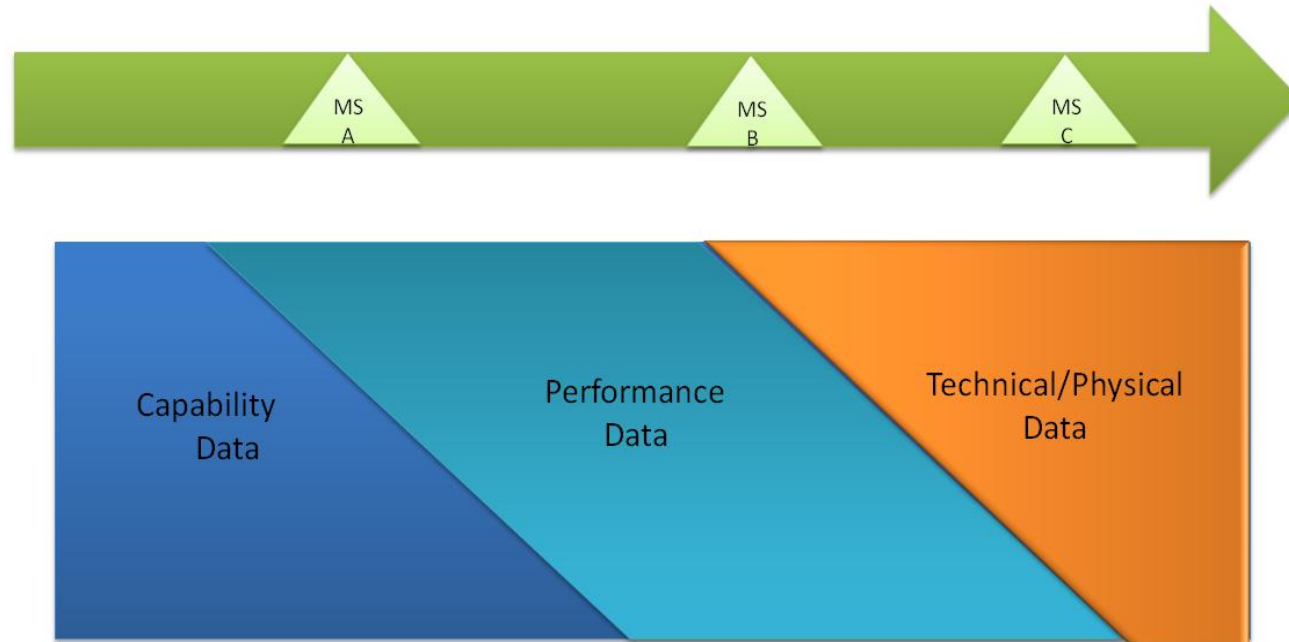 MS
A
MS
B
MS
C
Capability
Data
Performance
Data
Technical/Physical
Data